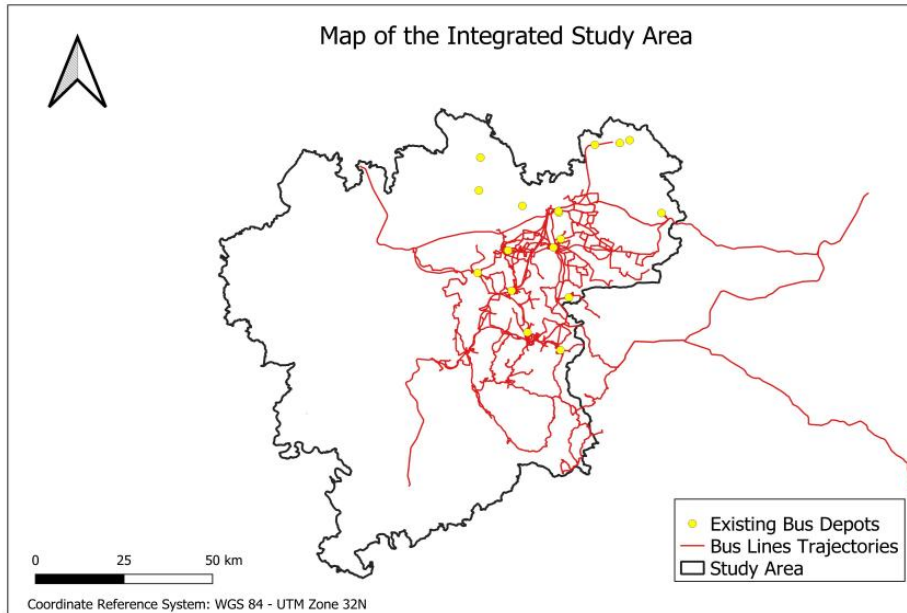 Map of the Integrated Study Area
Existing Bus Depots
Bus Lines Trajectories
Study Area
0 25 50 km
Coordinate Reference System: WGS 84 - UTM Zone 32N